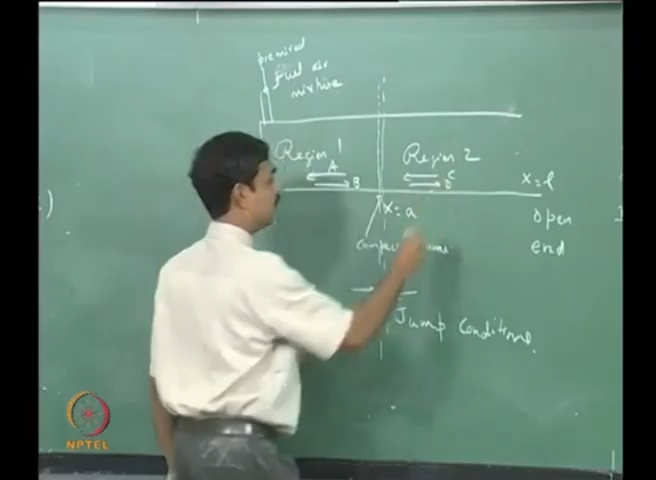 premixed
fuel air
mixture
Region 1
Region 2
A
B
C
D
x=l
x=a
open
end
Jump Conditions.
)
NPTEL